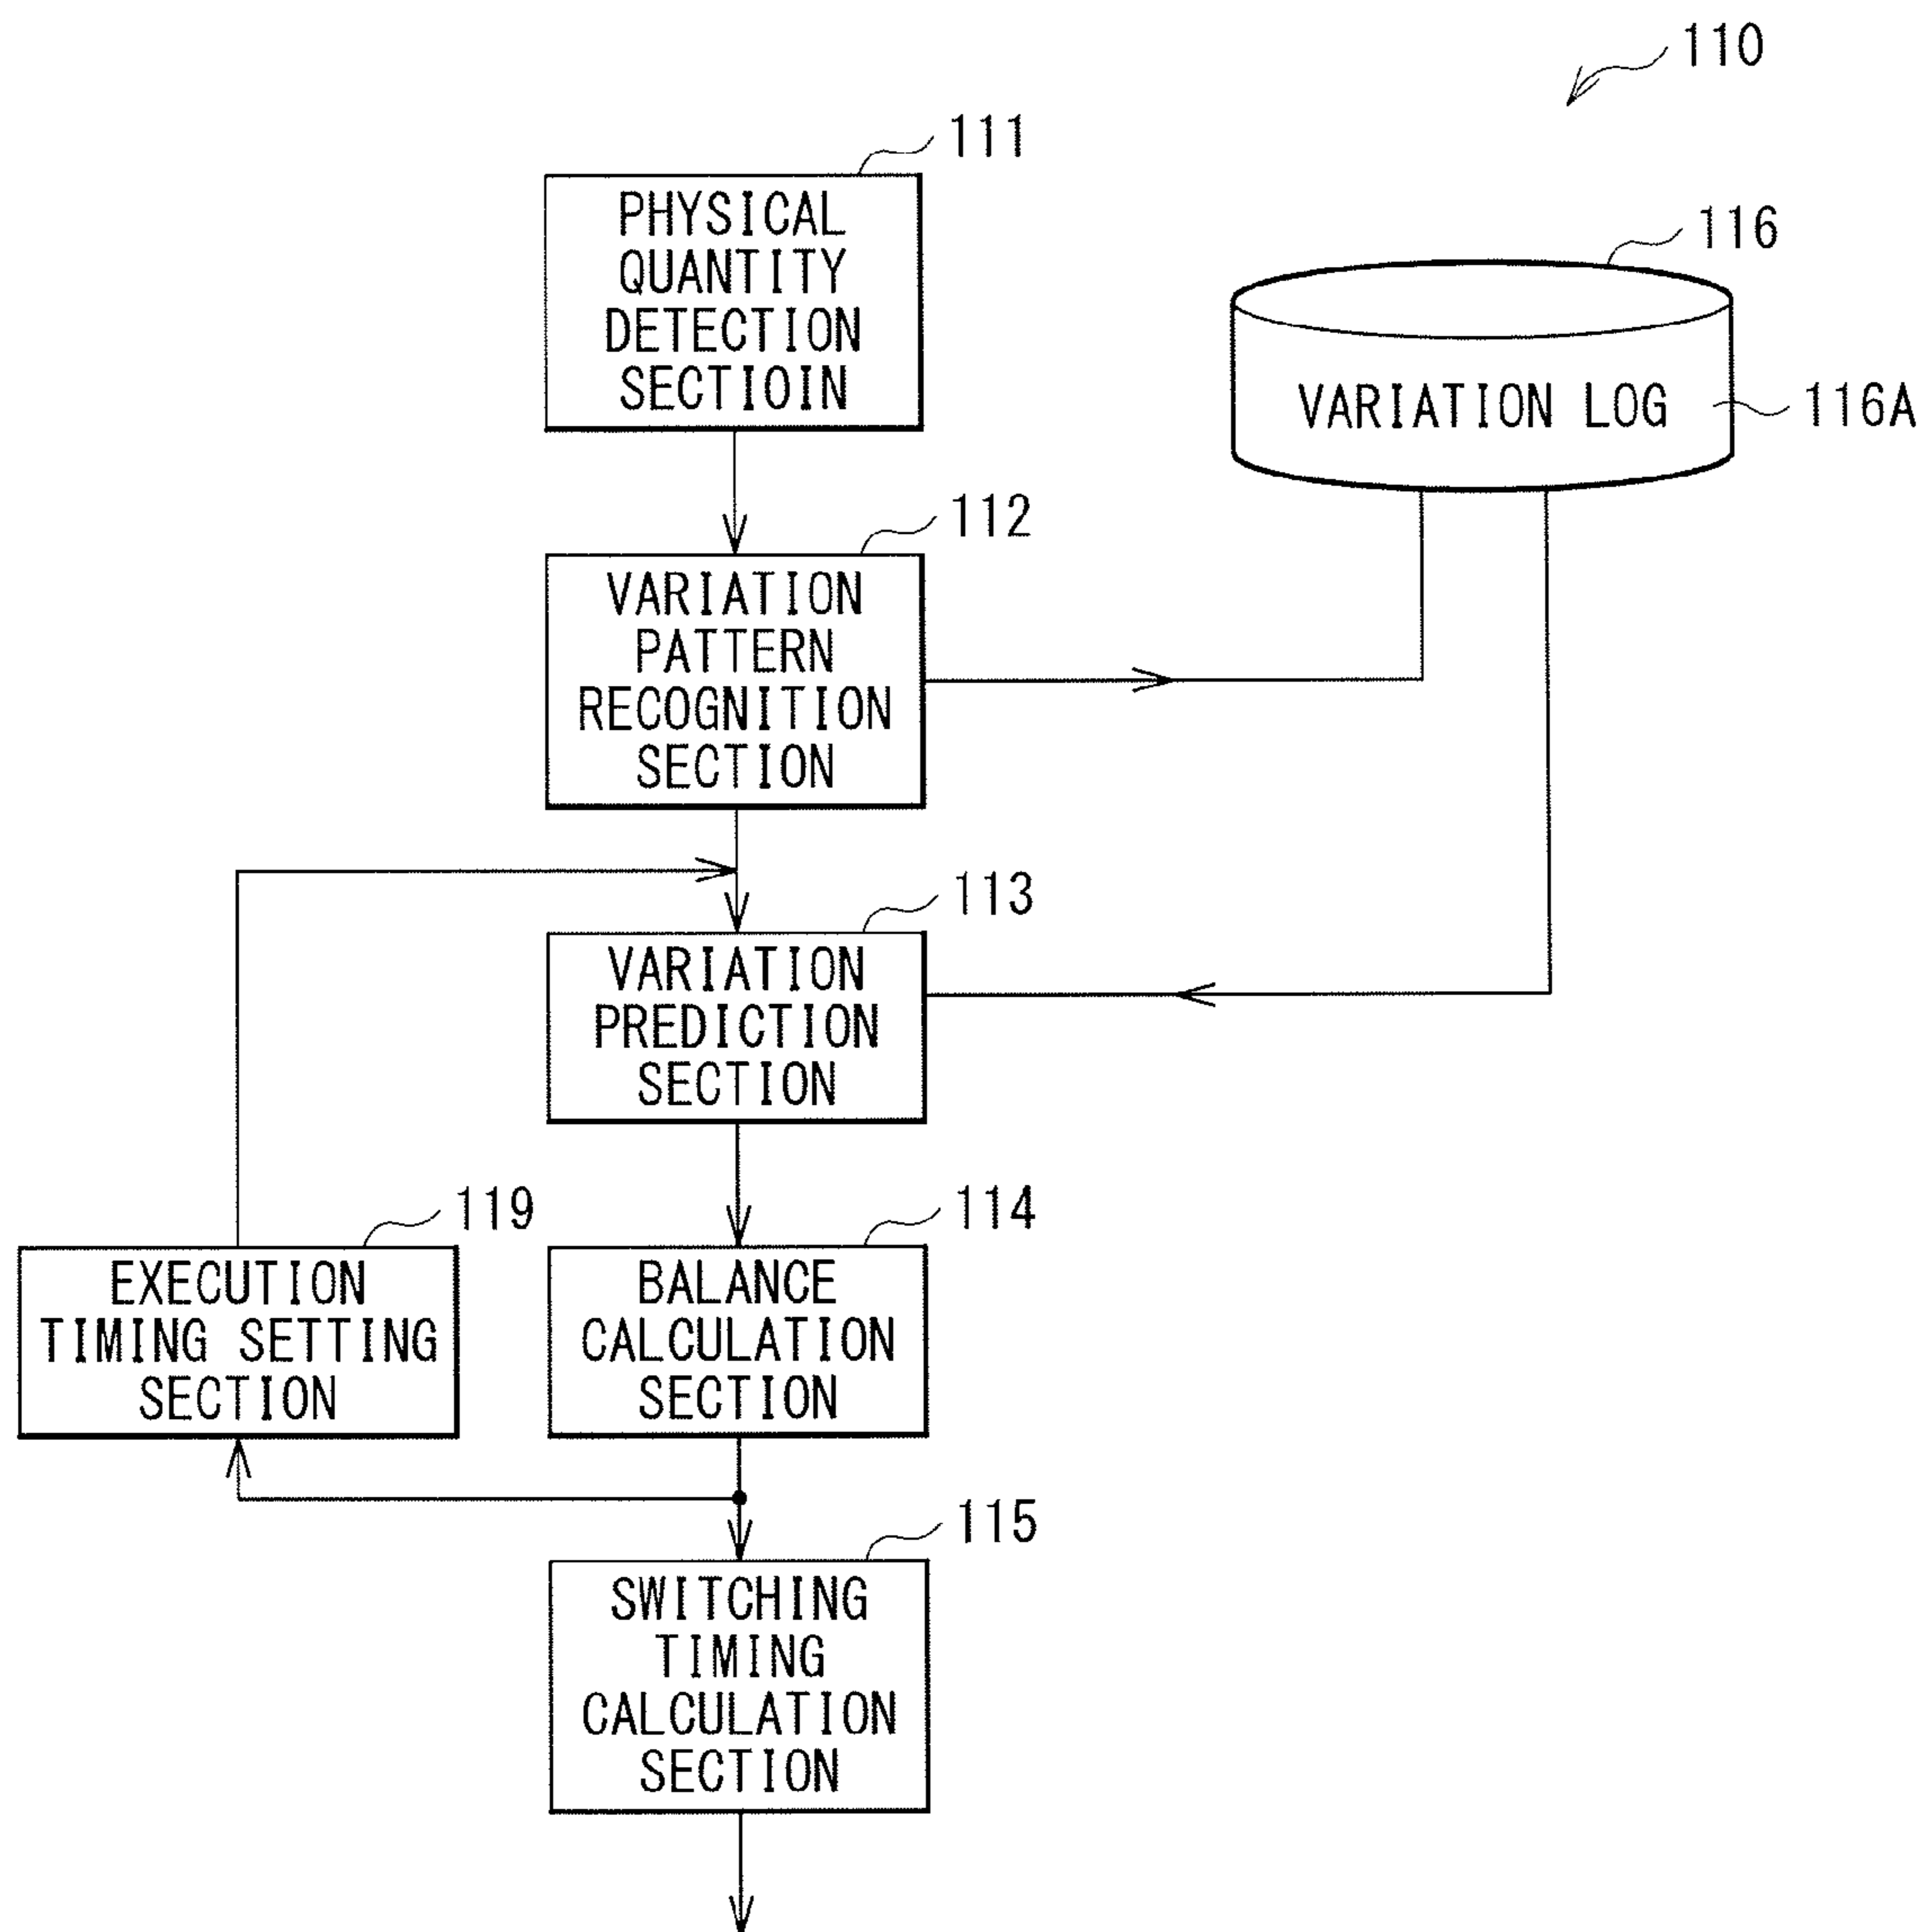 110
111
PHYSICAL
QUANTITY
DETECTION
SECTIOIN
116
VARIATION LOG
116A
112
VARIATION
PATTERN
RECOGNITION
SECTION
113
VARIATION
PREDICTION
SECTION
119
EXECUTION
TIMING SETTING
SECTION
114
BALANCE
CALCULATION
SECTION
115
SWITCHING
TIMING
CALCULATION
SECTION